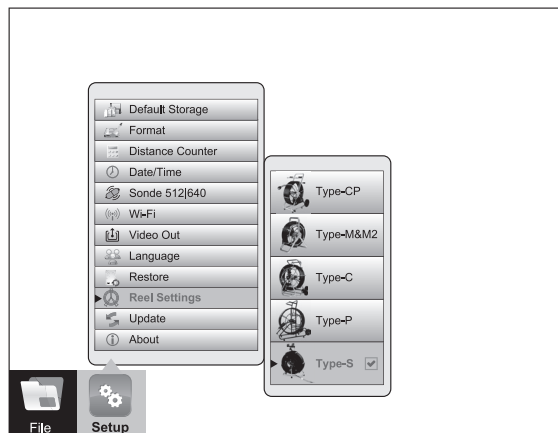 Default Storage
Format
Distance Counter
Date/Time
Sonde 512|640
Wi-Fi
Video Out
Language
Restore
Reel Settings
Update
About
Type-CP
Type-M&M2
Type-C
Type-P
Type-S
File
Setup